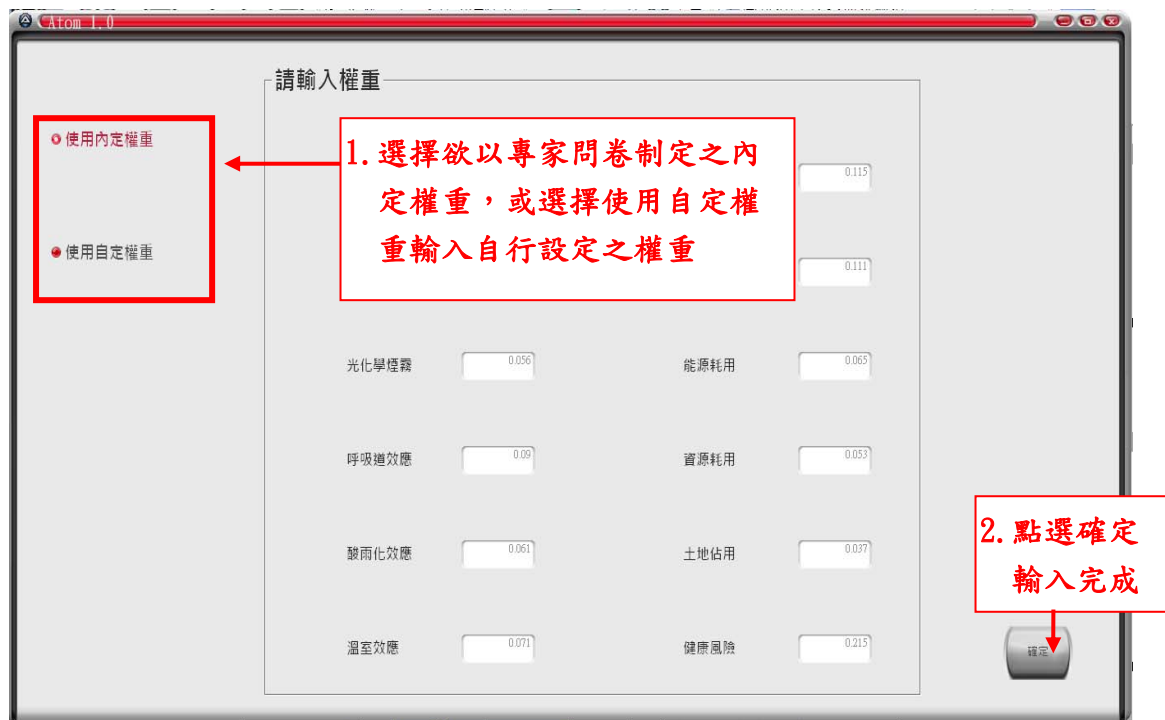 Atom 1.0
請輸入權重
使用內定權重
1. 選擇欲以專家問卷制定之內
定權重，或選擇使用自定權
重輸入自行設定之權重
0.115
使用自定權重
0.111
光化學煙霧 0.056 能源耗用 0.065
呼吸道效應 0.09 資源耗用 0.053
2. 點選確定
輸入完成
酸雨化效應 0.061 土地佔用 0.037
溫室效應 0.071 健康風險 0.215
確定